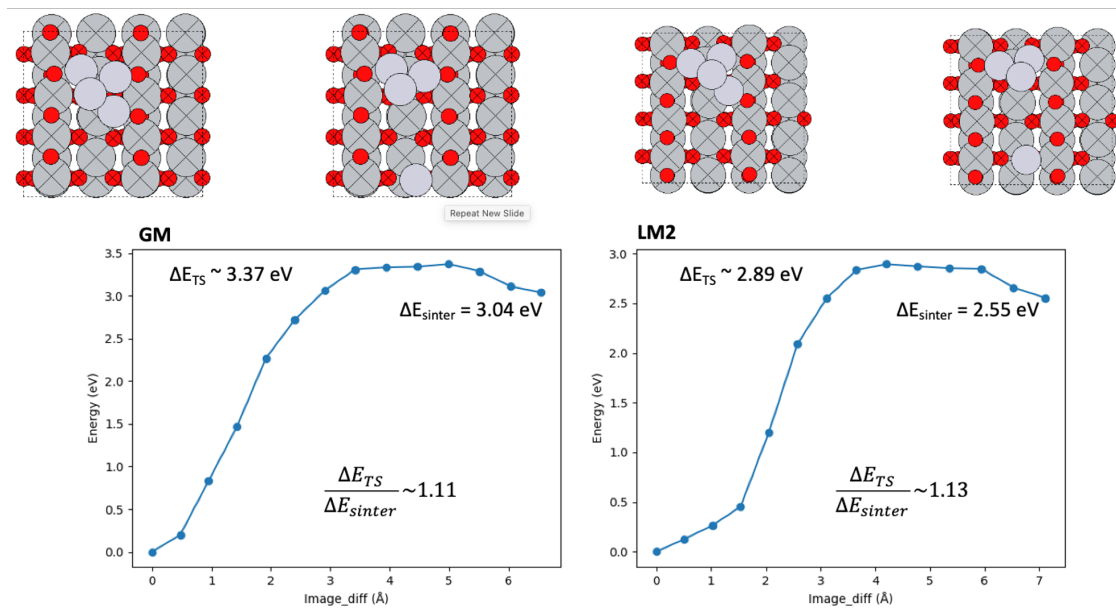 Repeat New Slide
GM
ΔE_TS ~ 3.37 eV
ΔE_sinter = 3.04 eV
ΔE_TS
ΔE_sinter
~1.11
3.5
3.0
2.5
2.0
1.5
1.0
0.5
0.0
Energy (eV)
0 1 2 3 4 5 6
Image_diff (Å)
LM2
ΔE_TS ~ 2.89 eV
ΔE_sinter = 2.55 eV
ΔE_TS
ΔE_sinter
~1.13
3.0
2.5
2.0
1.5
1.0
0.5
0.0
Energy (eV)
0 1 2 3 4 5 6 7
Image_diff (Å)